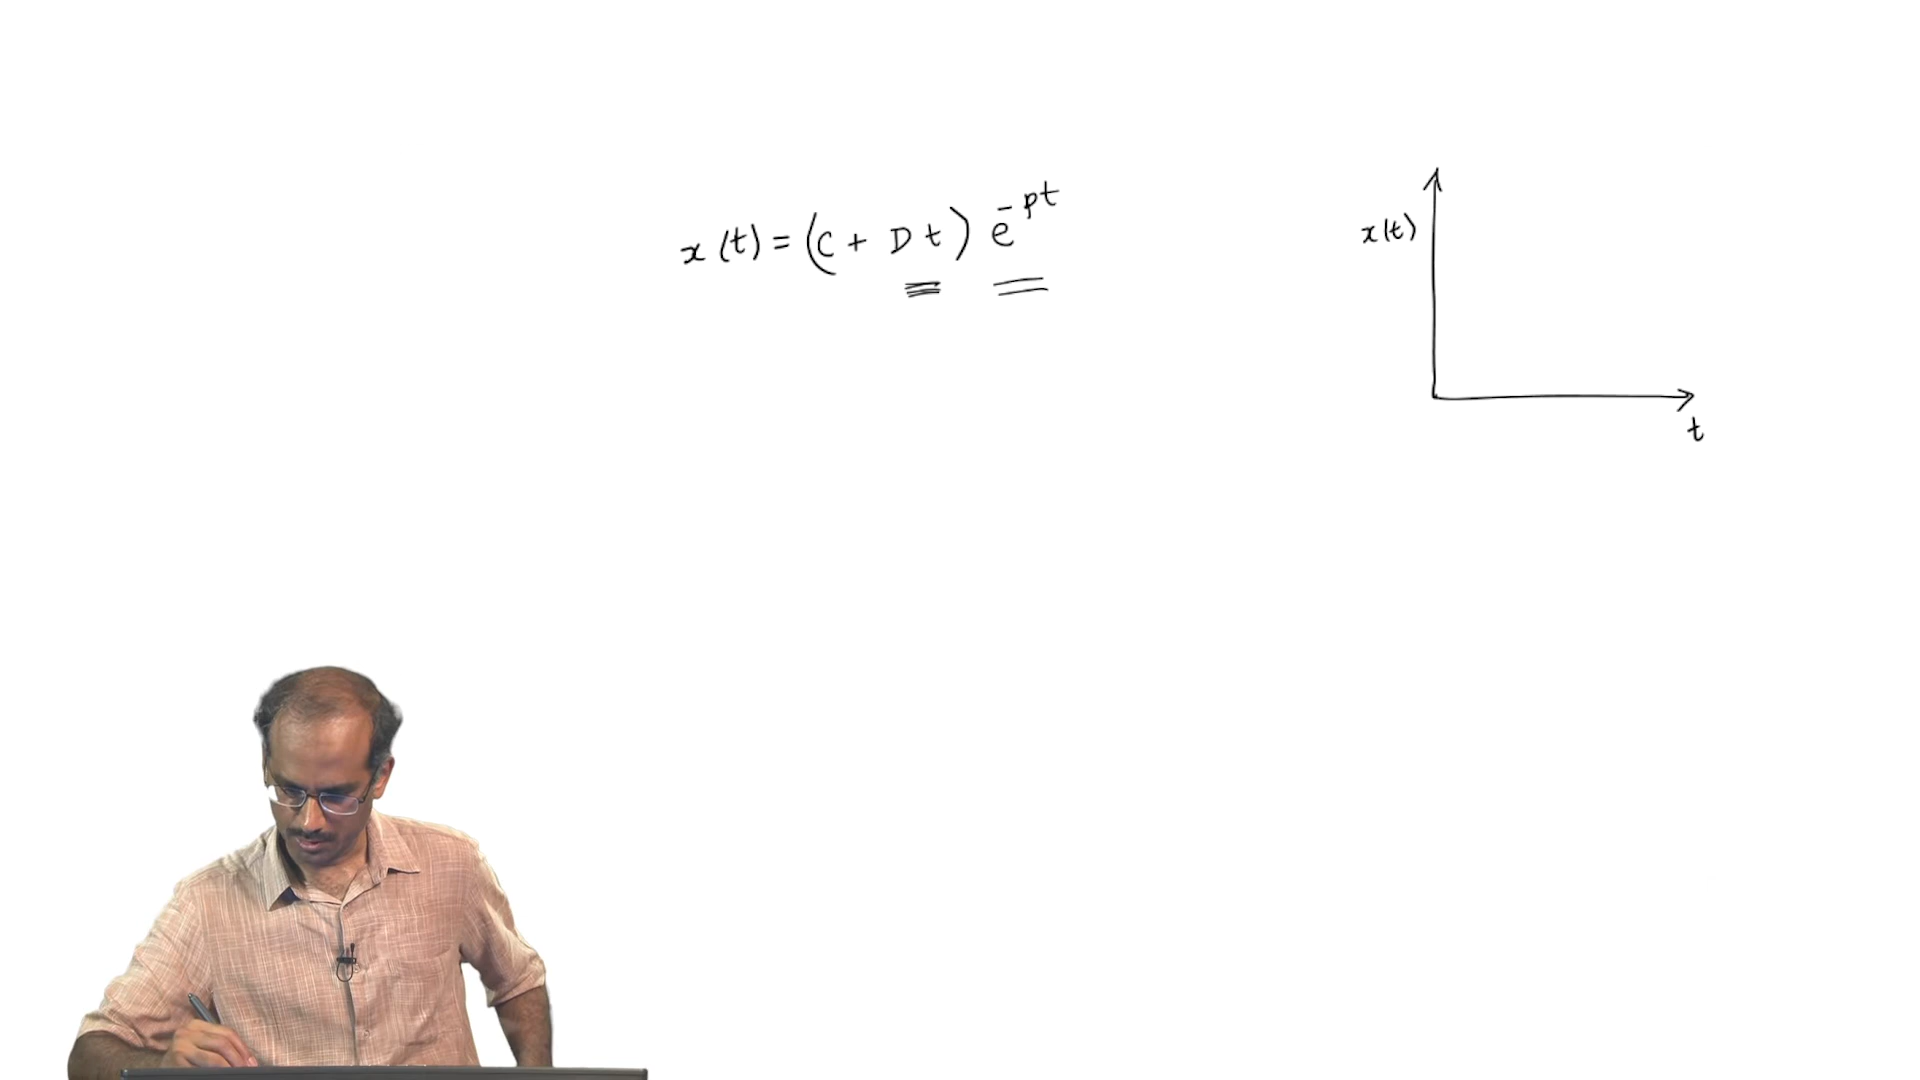 x(t) = (C + Dt) e^{-pt}
x(t)
t